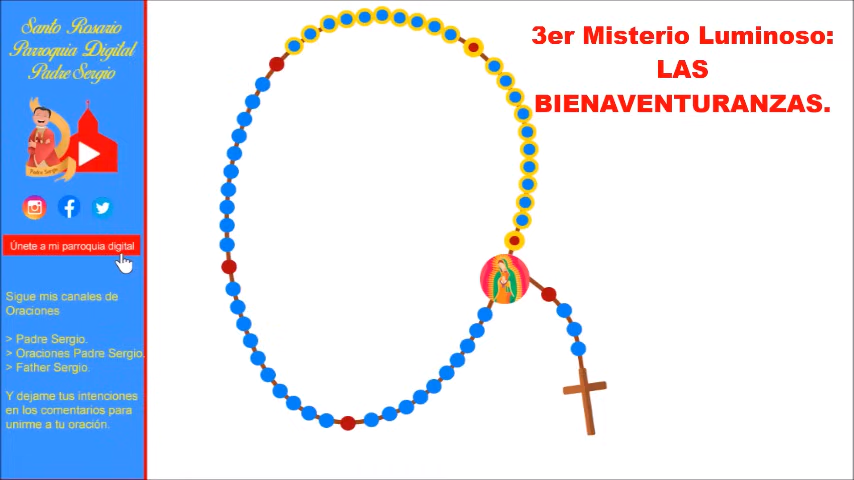 Santo Rosario
Parroquia Digital
Padre Sergio
Padre Sergio
Únete a mi parroquia digital
Sigue mis canales de
Oraciones
> Padre Sergio.
> Oraciones Padre Sergio.
> Father Sergio.
Y dejame tus intenciones
en los comentarios para
unirme a tu oración.
3er Misterio Luminoso:
LAS
BIENAVENTURANZAS.